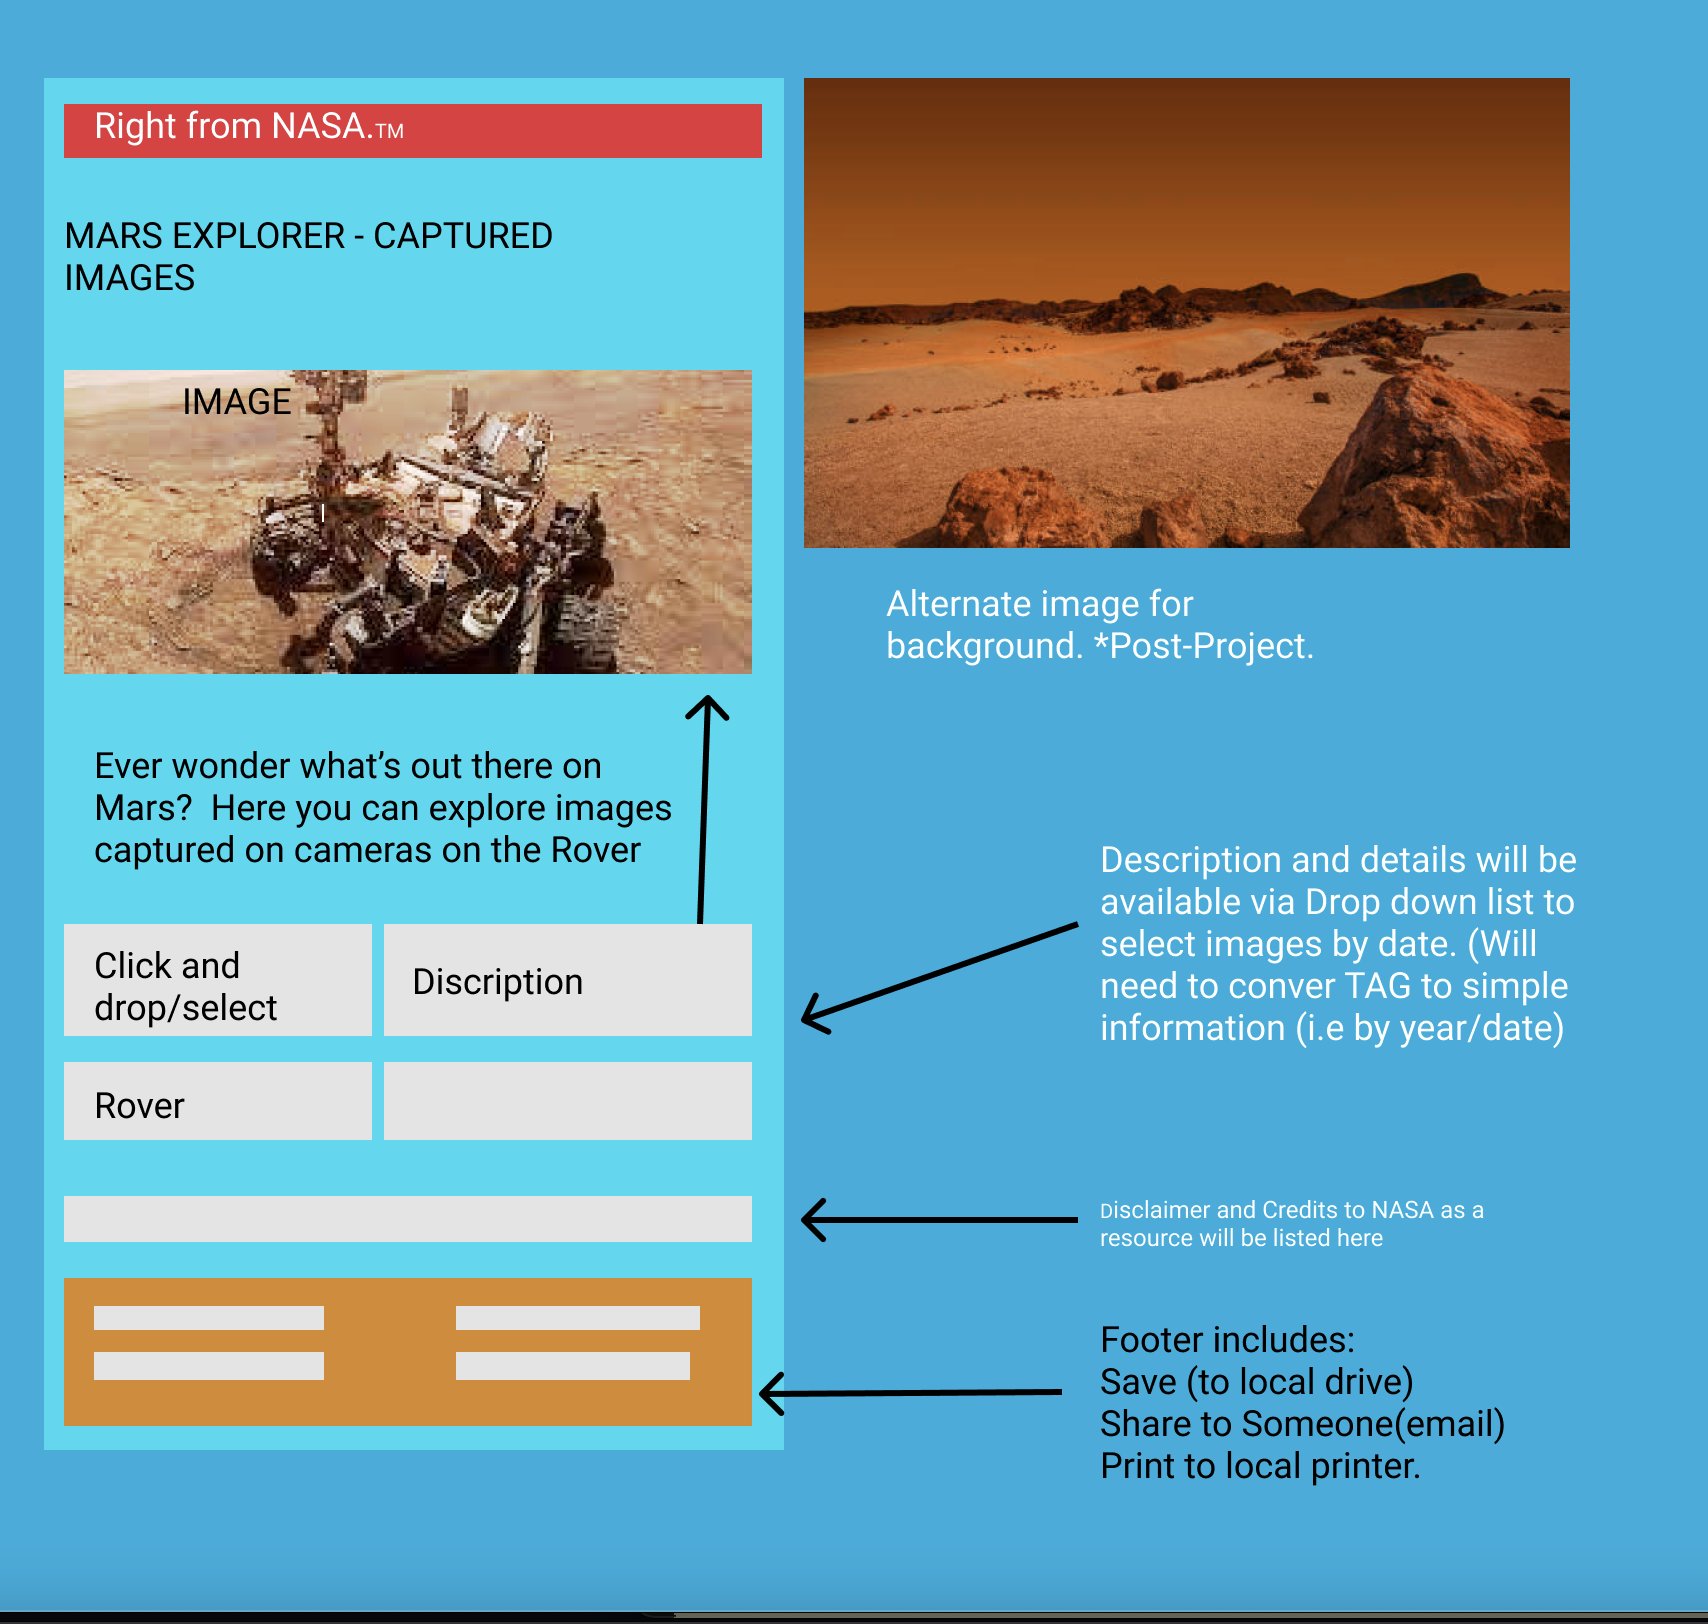 Right from NASA.TM
MARS EXPLORER - CAPTURED
IMAGES
IMAGE
Ever wonder what’s out there on
Mars?  Here you can explore images
captured on cameras on the Rover
Click and
drop/select
Discription
Rover
Alternate image for
background. *Post-Project.
Description and details will be
available via Drop down list to
select images by date. (Will
need to conver TAG to simple
information (i.e by year/date)
Disclaimer and Credits to NASA as a
resource will be listed here
Footer includes:
Save (to local drive)
Share to Someone(email)
Print to local printer.